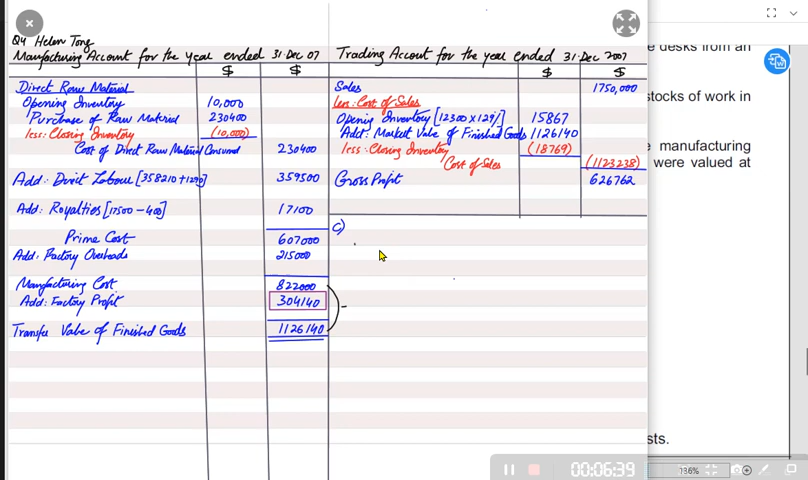 Q4 Helen Tong
Manufacturing Account for the year ended 31 Dec 07
$ $
Direct Raw Material
Opening Inventory 10,000
Purchase of Raw Material 230400
less: Closing Inventory (10,000)
Cost of Direct Raw Material Consumed 230400
Add: Direct Labour [358210+1290] 359500
Add: Royalties [17500-400] 17100
Prime Cost 607000
Add: Factory Overheads 215000
Manufacturing Cost 822000
Add: Factory Profit 304140
Transfer Value of Finished Goods 1126140
Trading Accout for the year ended 31 Dec 2007
$ $
Sales 1750,000
less: Cost of Sales
Opening Inventory [12300 x 129%] 15867
Add: Market Value of Finished Goods 1126140
less: Closing Inventory (18769)
Cost of Sales (1123238)
Gross Profit 626762
c)
e desks from an
stocks of work in
e manufacturing
were valued at
sts.
00:06:39
136%